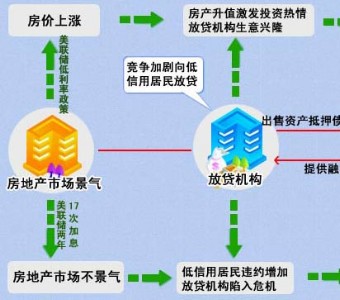 房价上涨
房产升值激发投资热情
放贷机构生意兴隆
美联储低利率政策
竞争加剧向低
信用居民放贷
出售资产抵押债
房地产市场景气
放贷机构
提供融
17次加息
美联储两年
房地产市场不景气
低信用居民违约增加
放贷机构陷入危机